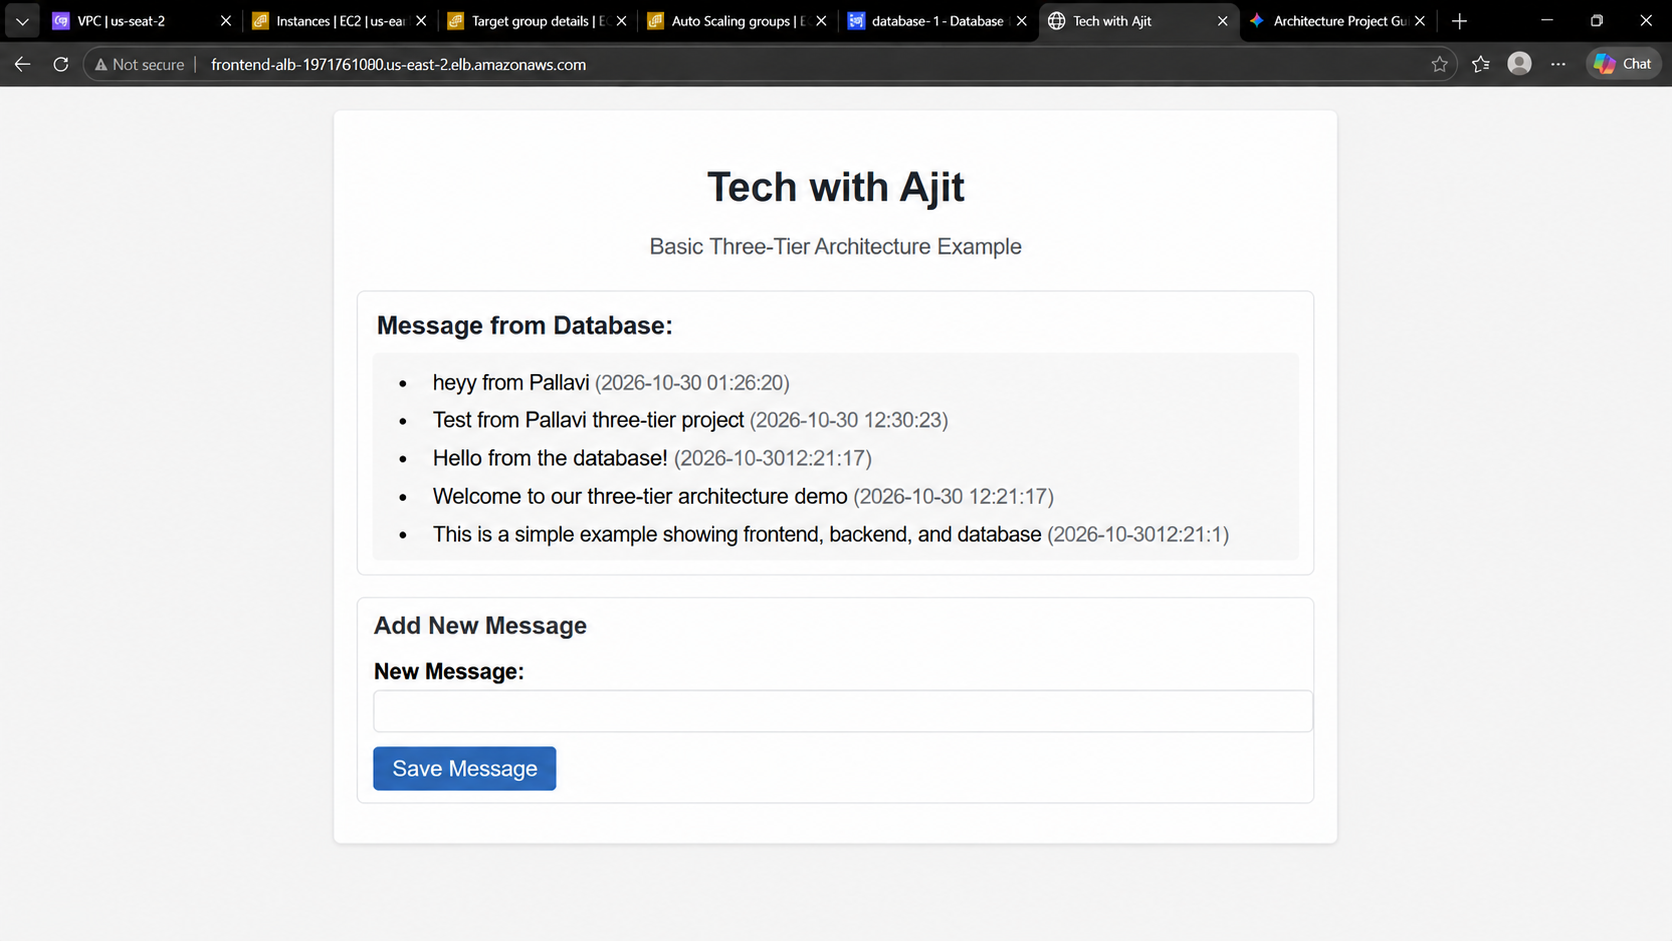 VPC | us-seat-2
Instances | EC2 | us-ear
Target group details | EC
Auto Scaling groups | E
database- 1 - Database
Tech with Ajit
Architecture Project Gu
Not secure
frontend-alb-1971761080.us-east-2.elb.amazonaws.com
Chat
Tech with Ajit
Basic Three-Tier Architecture Example
Message from Database:
• heyy from Pallavi (2026-10-30 01:26:20)
• Test from Pallavi three-tier project (2026-10-30 12:30:23)
• Hello from the database! (2026-10-3012:21:17)
• Welcome to our three-tier architecture demo (2026-10-30 12:21:17)
• This is a simple example showing frontend, backend, and database (2026-10-3012:21:1)
Add New Message
New Message:
Save Message